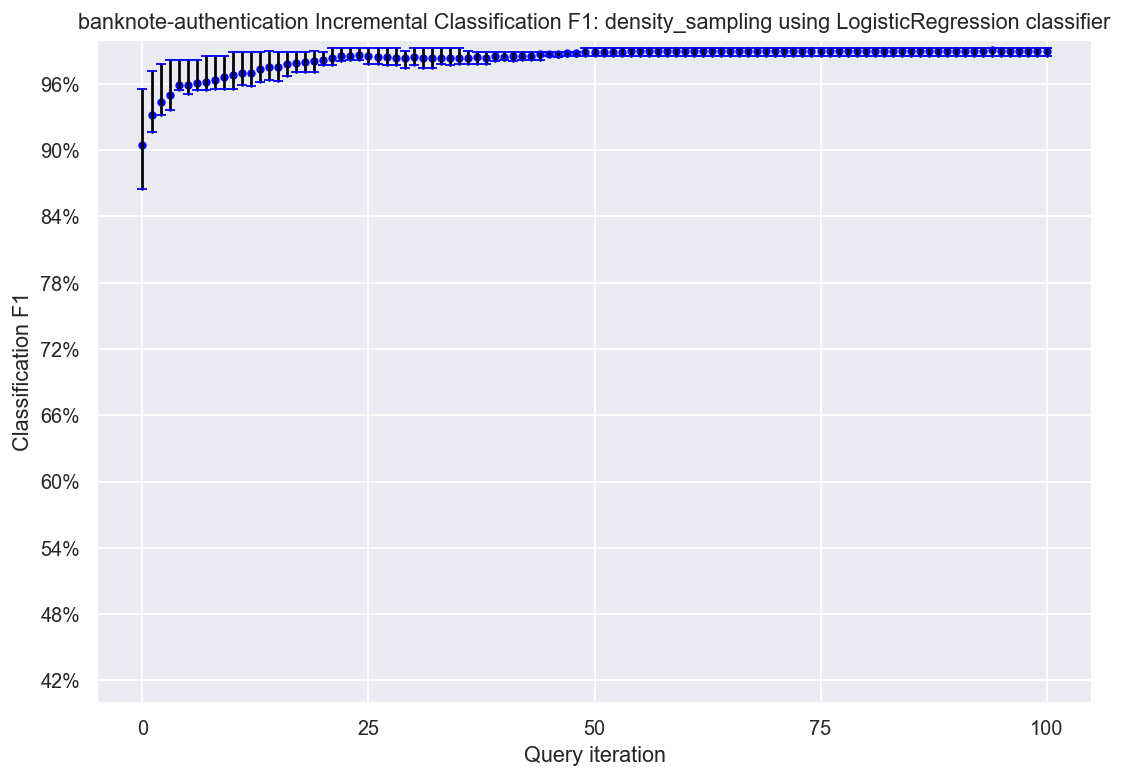 banknote-authentication Incremental Classification F1: density_sampling using LogisticRegression classifier
96%
90%
84%
78%
72%
66%
60%
54%
48%
42%
Classification F1
0 25 50 75 100
Query iteration